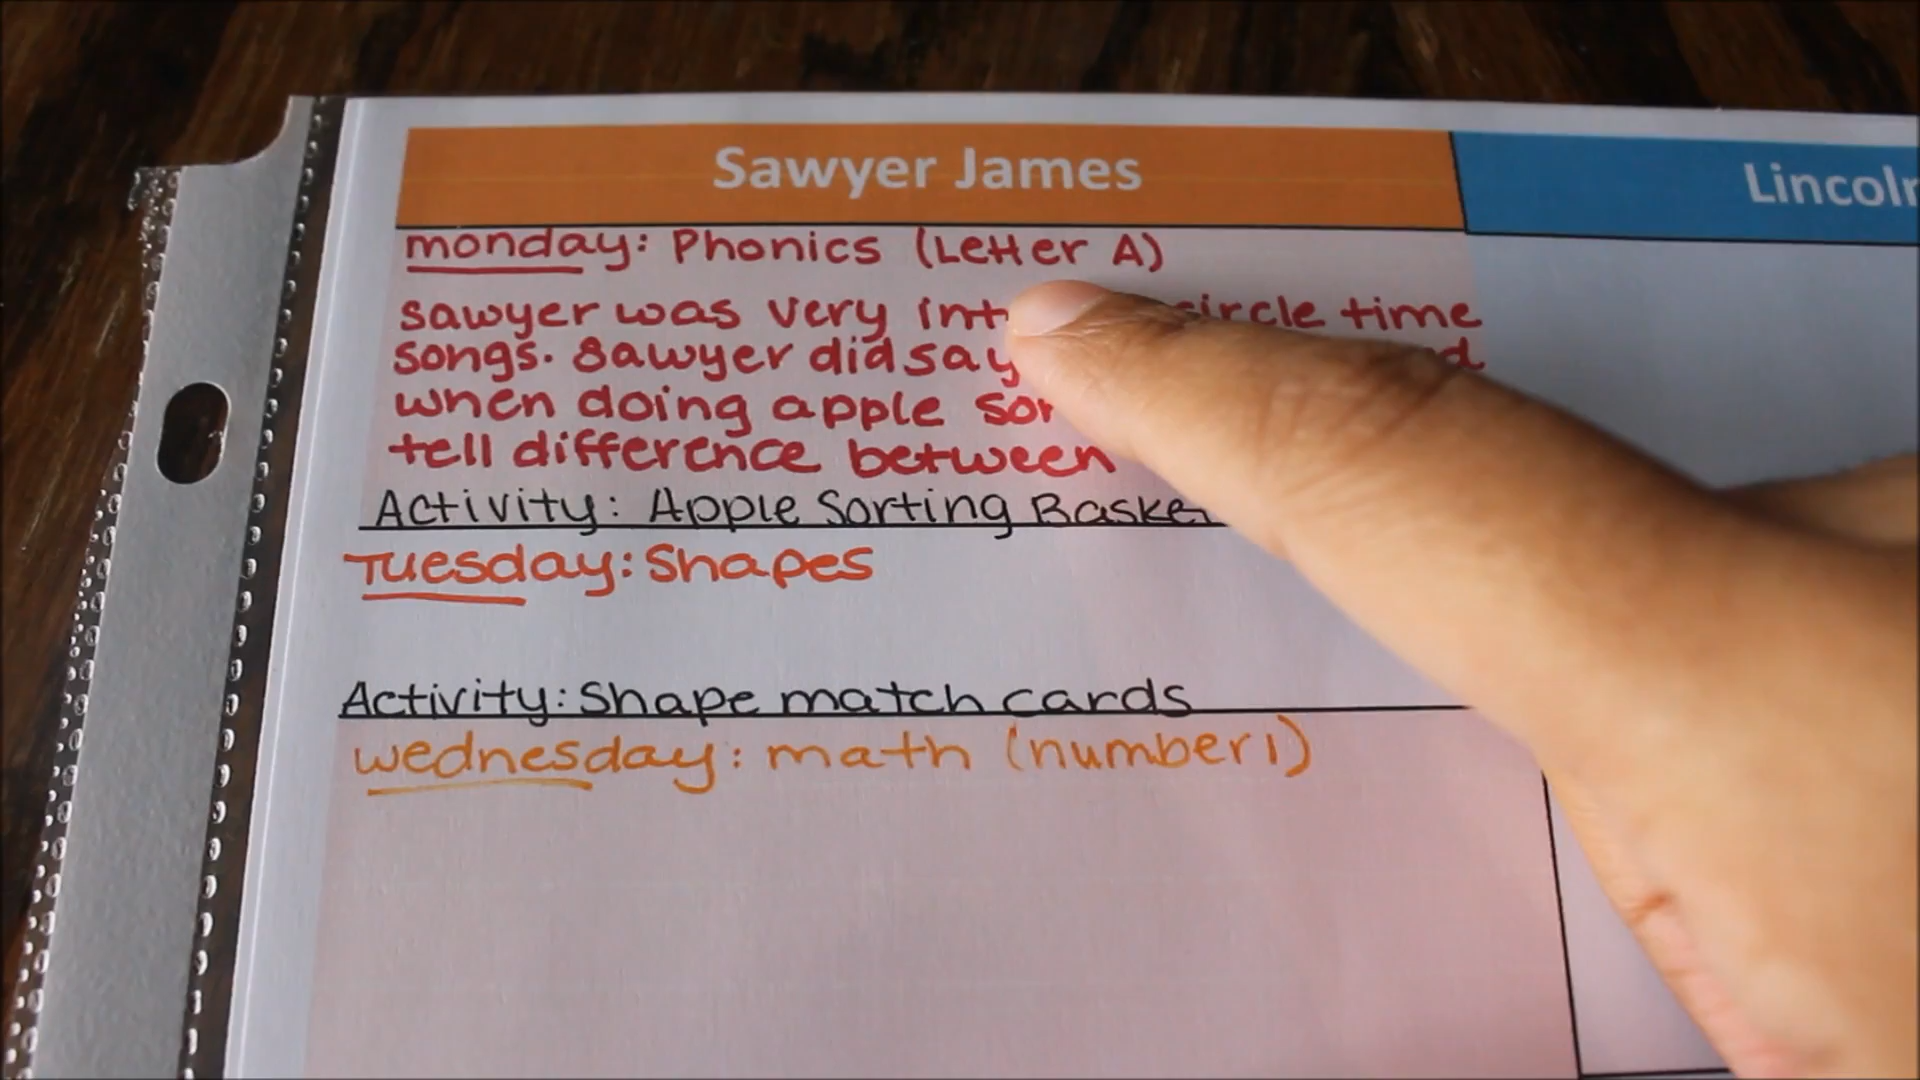 Sawyer James
Lincoln
monday: Phonics (Letter A)
Sawyer was very circle time
songs. Sawyer did say
when doing apple
tell difference between
Activity: Apple Sorting Basket
Tuesday: Shapes
Activity: Shape match cards
wednesday: math (number 1)